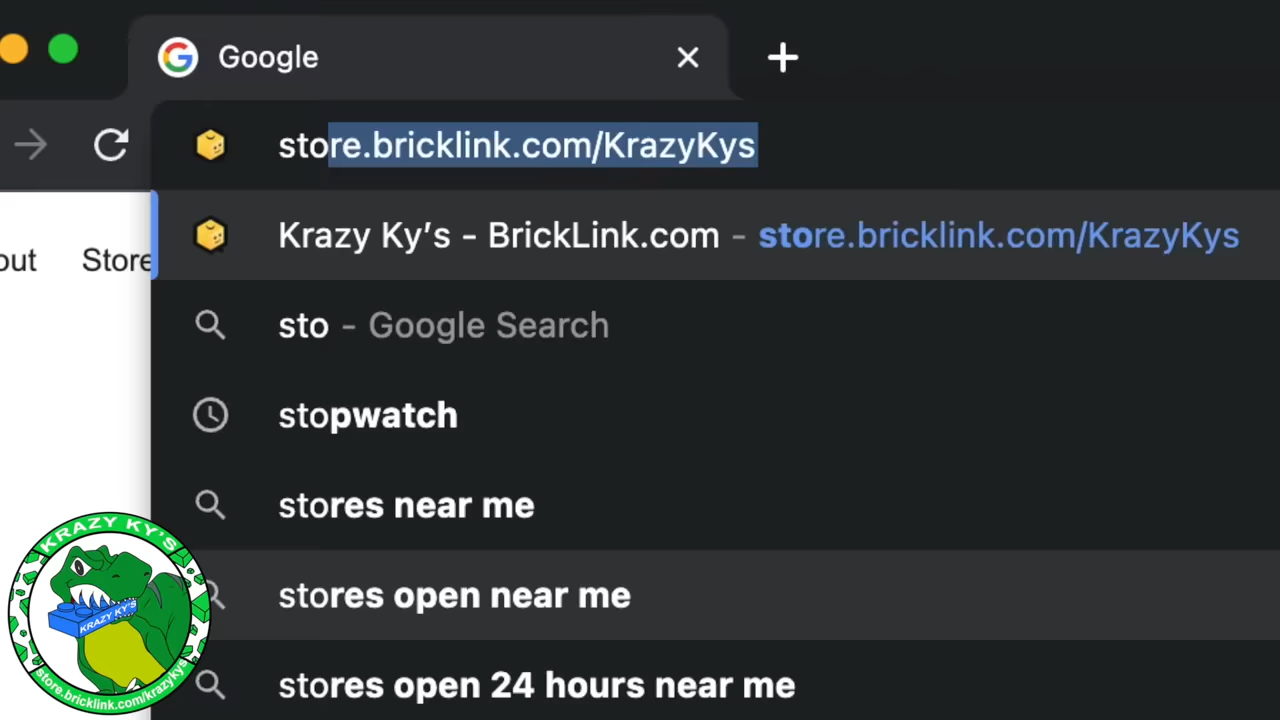 Google
store.bricklink.com/KrazyKys
out Store
Krazy Ky’s - BrickLink.com - store.bricklink.com/KrazyKys
sto - Google Search
stopwatch
stores near me
stores open near me
stores open 24 hours near me
KRAZY KY'S
KRAZY KY'S
store.bricklink.com/krazykys